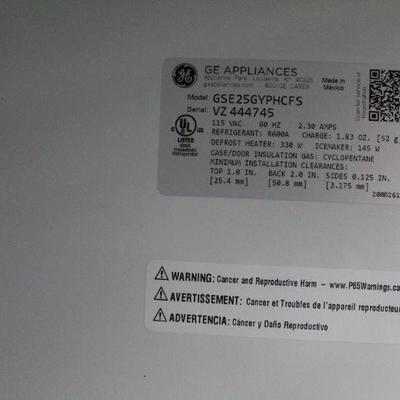 GE APPLIANCES
Appliance Park, Louisville, KY 40225
geappliances.com 800-GE CARES
Made in
Mexico
Model: GSE25GYPHCFS
Serial: VZ 444745
115 VAC 60 HZ 2.30 AMPS
REFRIGERANT: R600A CHARGE: 1.83 OZ. [52 g
DEFROST HEATER: 330 W ICEMAKER: 145 W
CASE/DOOR INSULATION GAS: CYCLOPENTANE
MINIMUM INSTALLATION CLEARANCES:
TOP 1.0 IN. BACK 2.0 IN. SIDES 0.125 IN.
[25.4 mm] [50.8 mm] [3.175 mm]
UL
LISTED
Household
Refrigerator
WARNING: Cancer and Reproductive Harm – www.P65Warnings.ca
AVERTISSEMENT: Cancer et Troubles de l'appareil reproducteur
ADVERTENCIA: Cáncer y Daño Reproductivo